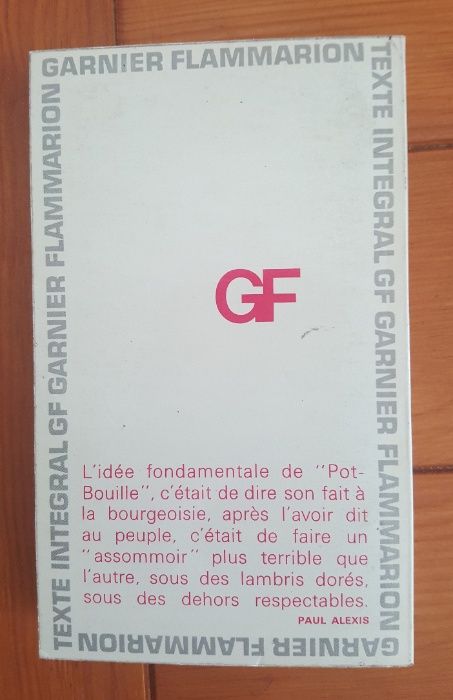 GARNIER FLAMMARION
TEXTE INTEGRAL GF GARNIER FLAMMARION
GF
L'idée fondamentale de "Pot-
Bouille", c'était de dire son fait à
la bourgeoisie, après l'avoir dit
au peuple, c'était de faire un
"assommoir" plus terrible que
l'autre, sous des lambris dorés,
sous des dehors respectables.
PAUL ALEXIS
GARNIER FLAMMARION
TEXTE INTEGRAL GF GARNIER FLAMMARION